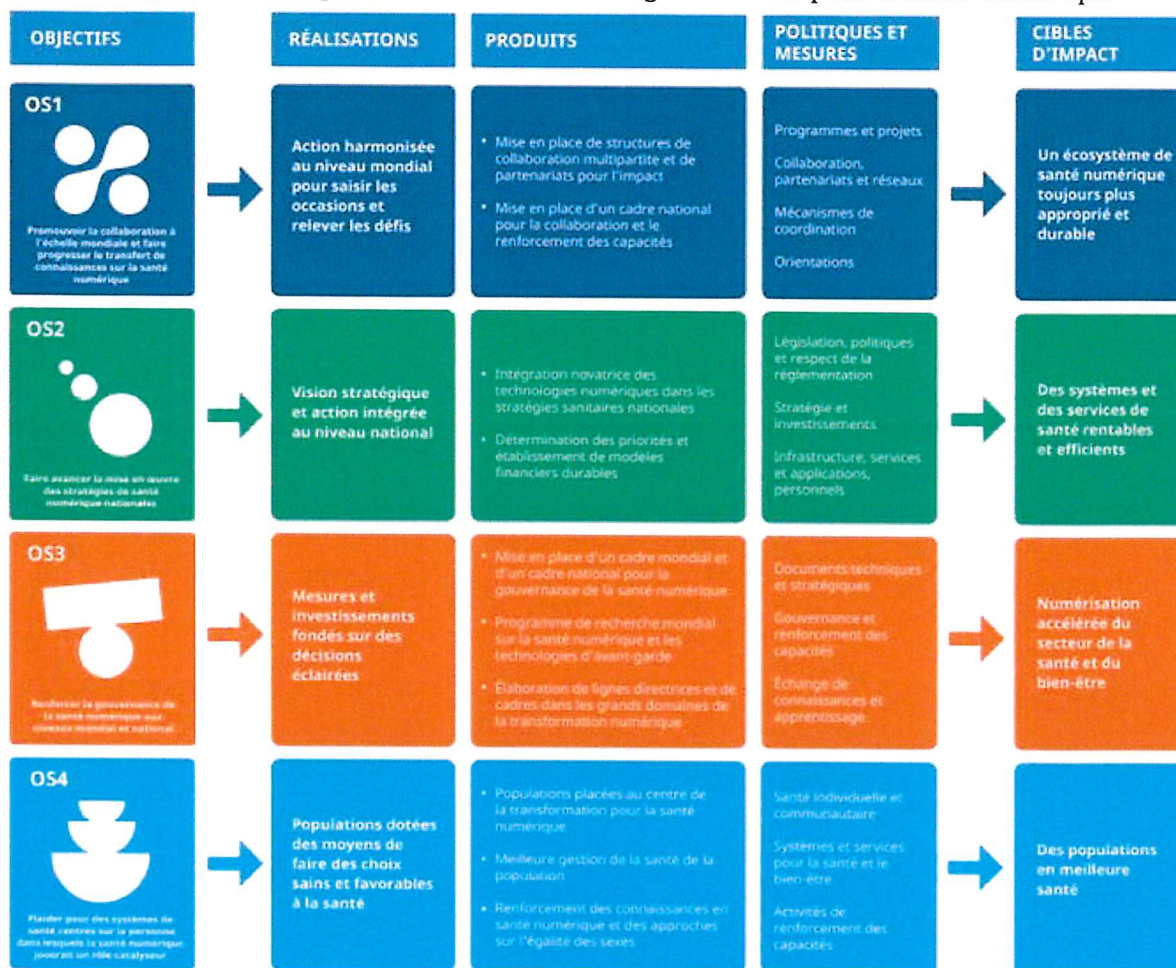 OBJECTIFS
RÉALISATIONS
PRODUITS
POLITIQUES ET
MESURES
CIBLES
D'IMPACT
OS1
Promouvoir la collaboration à
l'échelle mondiale et faire
progresser le transfert de
connaissances sur la santé
numérique
Action harmonisée
au niveau mondial
pour saisir les
occasions et
relever les défis
• Mise en place de structures de
collaboration multipartite et de
partenariats pour l'impact
• Mise en place d'un cadre national
pour la collaboration et le
renforcement des capacités
Programmes et projets
Collaboration,
partenariats et réseaux
Mécanismes de
coordination
Orientations
Un écosystème de
santé numérique
toujours plus
approprié et
durable
OS2
Faire avancer la mise en œuvre
des stratégies de santé
numérique nationales
Vision stratégique
et action intégrée
au niveau national
• Intégration novatrice des
technologies numériques dans les
stratégies sanitaires nationales
• Détermination des priorités et
établissement de modèles
financiers durables
Législation, politiques
et respect de la
réglementation
Stratégie et
investissements
Infrastructure, services
et applications,
personnels
Des systèmes et
des services de
santé rentables
et efficients
OS3
Renforcer la gouvernance de
la santé numérique aux
niveaux mondial et national
Mesures et
investissements
fondés sur des
décisions
éclairées
• Mise en place d'un cadre mondial et
d'un cadre national pour la
gouvernance de la santé numérique
• Programme de recherche mondial
sur la santé numérique et les
technologies d'avant-garde
• Élaboration de lignes directrices et de
cadres dans les grands domaines de
la transformation numérique
Documents techniques
et stratégiques
Gouvernance et
renforcement des
capacités
Échange de
connaissances et
apprentissage
Numérisation
accélérée du
secteur de la
santé et du
bien-être
OS4
Plaider pour des systèmes de
santé centrés sur la personne
dans lesquels la santé numérique
jouerait un rôle catalyseur
Populations dotées
des moyens de
faire des choix
sains et favorables
à la santé
• Populations placées au centre de
la transformation pour la santé
numérique
• Meilleure gestion de la santé de la
population
• Renforcement des connaissances en
santé numérique et des approches
sur l'égalité des sexes
Santé individuelle et
communautaire
Systèmes et services
pour la santé et le
bien-être
Activités de
renforcement des
capacités
Des populations
en meilleure
santé